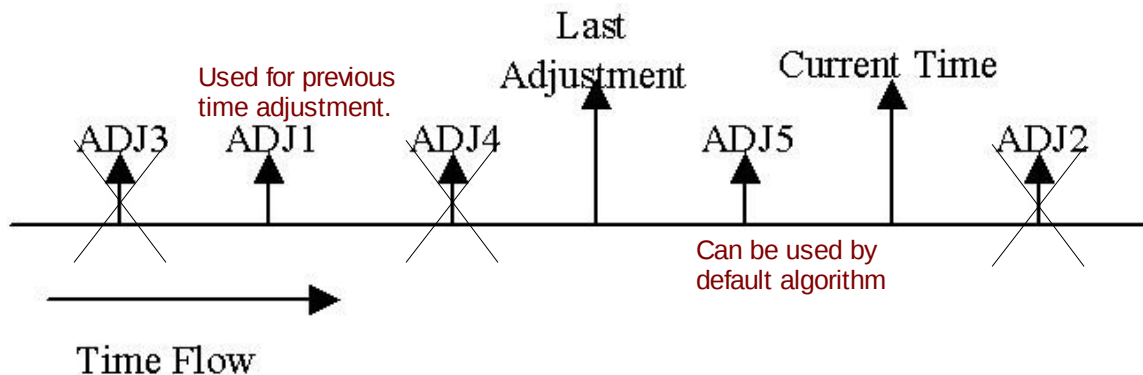 Last
Adjustment
Current Time
Used for previous
time adjustment.
ADJ3
ADJ1
ADJ4
ADJ5
ADJ2
Can be used by
default algorithm
Time Flow